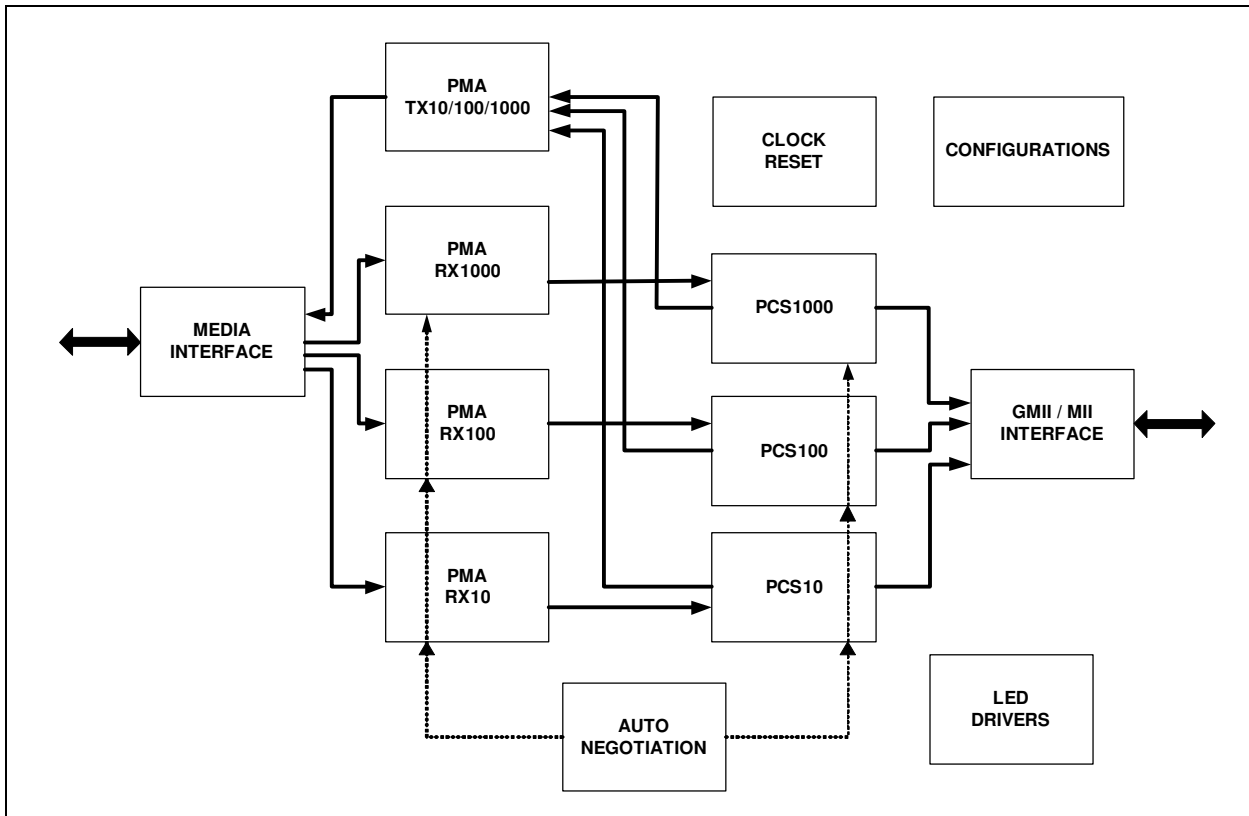 PMA
TX10/100/1000
CLOCK
RESET
CONFIGURATIONS
PMA
RX1000
PCS1000
MEDIA
INTERFACE
PMA
RX100
PCS100
GMII / MII
INTERFACE
PMA
RX10
PCS10
LED
DRIVERS
AUTO
NEGOTIATION